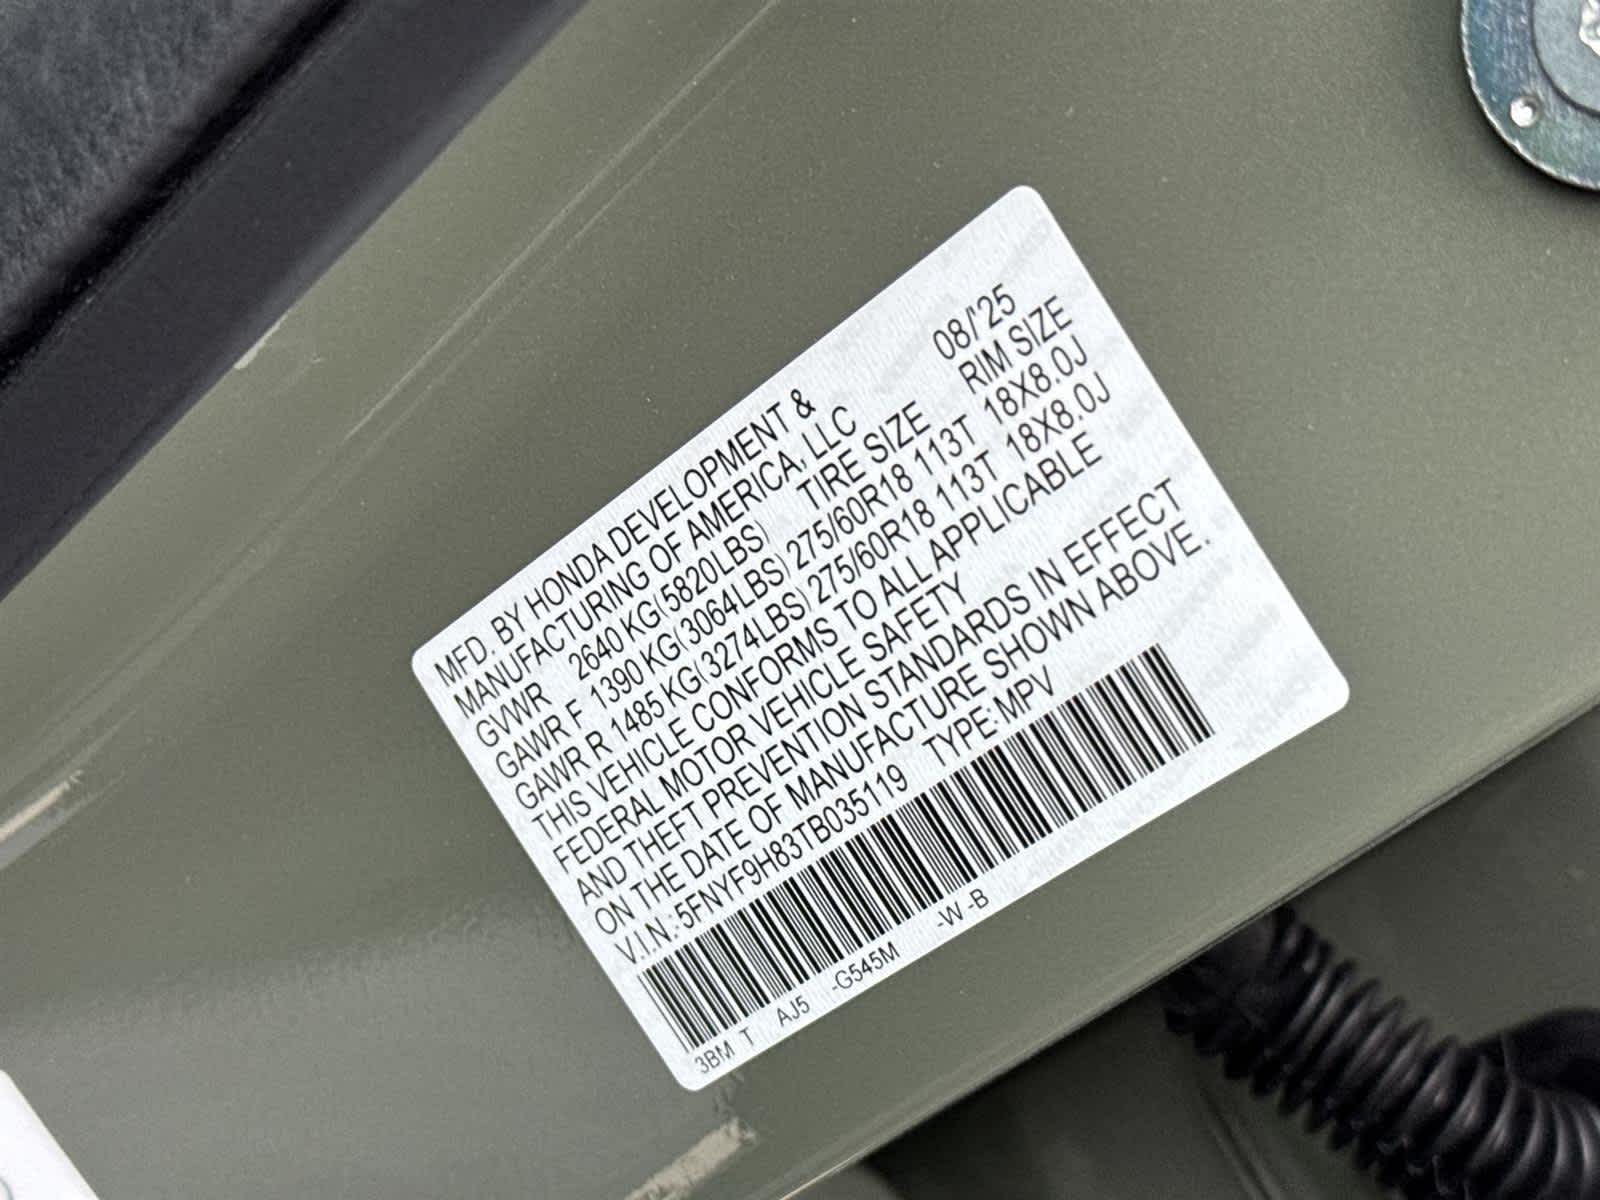 MFD. BY HONDA DEVELOPMENT &
MANUFACTURING OF AMERICA, LLC 08/'25
GVWR 2640 KG(5820LBS) TIRE SIZE RIM SIZE
GAWR F 1390 KG(3064LBS) 275/60R18 113T 18X8.0J
GAWR R 1485 KG(3274LBS) 275/60R18 113T 18X8.0J
THIS VEHICLE CONFORMS TO ALL APPLICABLE
FEDERAL MOTOR VEHICLE SAFETY
AND THEFT PREVENTION STANDARDS IN EFFECT
ON THE DATE OF MANUFACTURE SHOWN ABOVE.
V.I.N.:5FNYF9H83TB035119 TYPE:MPV
3BM T AJ5 -G545M -W -B